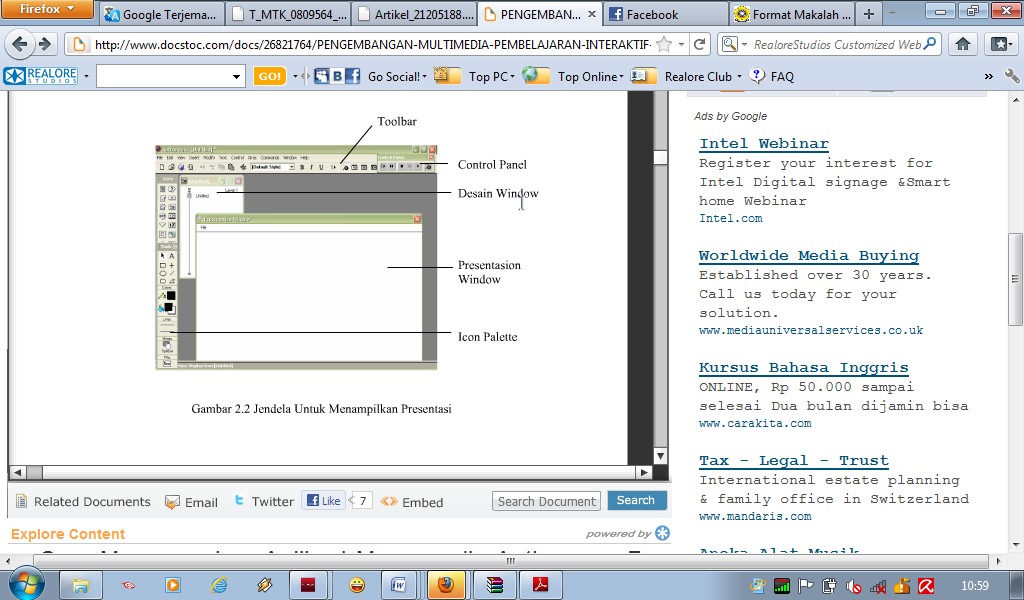 Firefox
Google Terjema...
T_MTK_0809564_...
Artikel_21205188....
PENGEMBAN...
Facebook
Format Makalah ...
http://www.docstoc.com/docs/26821764/PENGEMBANGAN-MULTIMEDIA-PEMBELAJARAN-INTERAKTIF-
RealoreStudios Customized Web
REALORE
STUDIOS
GO!
Go Social!
Top PC
Top Online
Realore Club
FAQ
Toolbar
Control Panel
Desain Window
Presentasion
Window
Icon Palette
Gambar 2.2 Jendela Untuk Menampilkan Presentasi
Ads by Google
Intel Webinar
Register your interest for
Intel Digital signage &Smart
home Webinar
Intel.com
Worldwide Media Buying
Established over 30 years.
Call us today for your
solution.
www.mediauniversalservices.co.uk
Kursus Bahasa Inggris
ONLINE, Rp 50.000 sampai
selesai Dua bulan dijamin bisa
www.carakita.com
Tax - Legal - Trust
International estate planning
& family office in Switzerland
www.mandaris.com
Aneka Alat Musik
Related Documents
Email
Twitter
Like
7
Embed
Search Document
Search
Explore Content
powered by
10:59